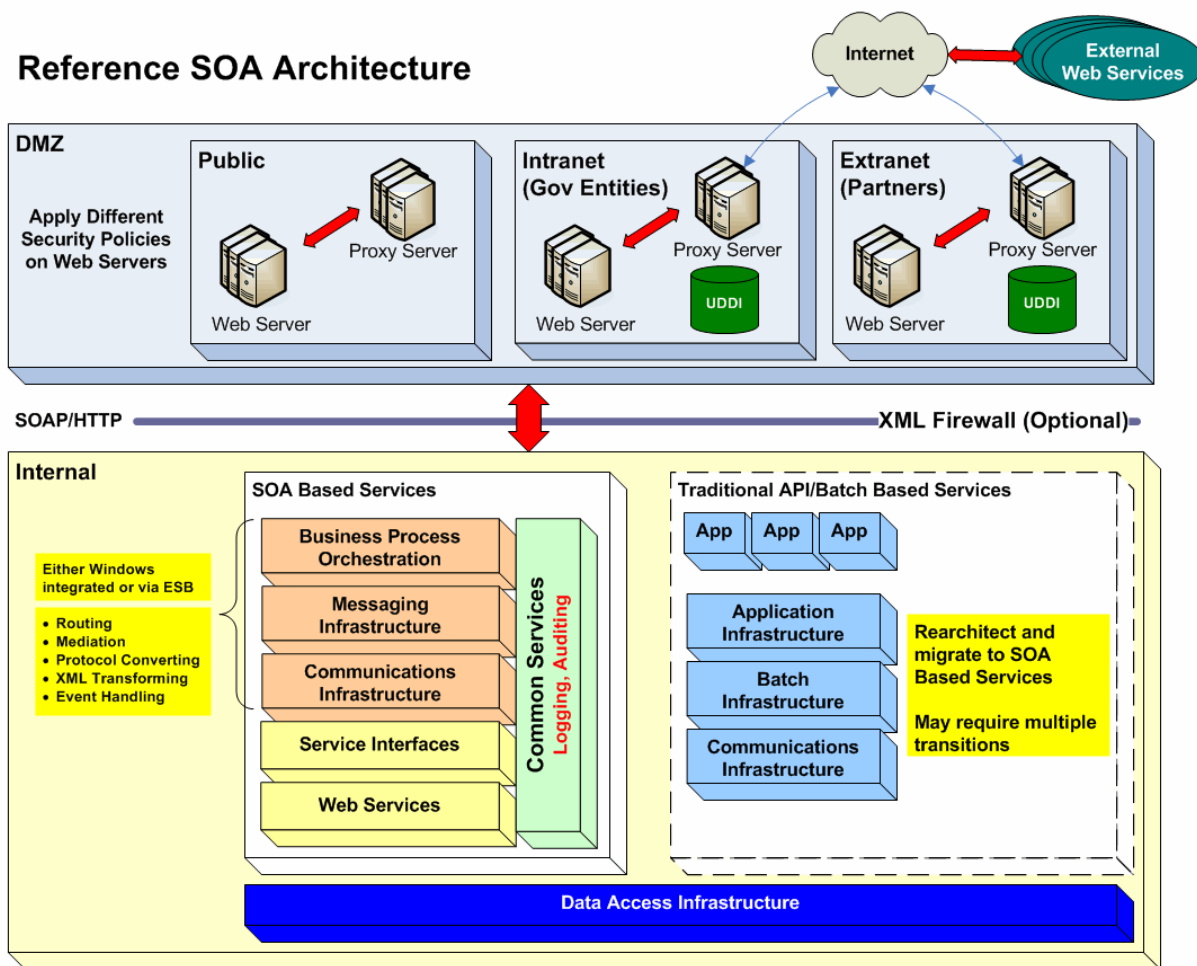 Reference SOA Architecture
Internet
External
Web Services
DMZ
Apply Different
Security Policies
on Web Servers
Public
Proxy Server
Web Server
Intranet
(Gov Entities)
Proxy Server
Web Server
UDDI
Extranet
(Partners)
Proxy Server
Web Server
UDDI
SOAP/HTTP
XML Firewall (Optional)
Internal
Either Windows
integrated or via ESB
• Routing
• Mediation
• Protocol Converting
• XML Transforming
• Event Handling
SOA Based Services
Business Process
Orchestration
Messaging
Infrastructure
Communications
Infrastructure
Service Interfaces
Web Services
Common Services
Logging, Auditing
Traditional API/Batch Based Services
App
App
App
Application
Infrastructure
Batch
Infrastructure
Communications
Infrastructure
Rearchitect and
migrate to SOA
Based Services
May require multiple
transitions
Data Access Infrastructure